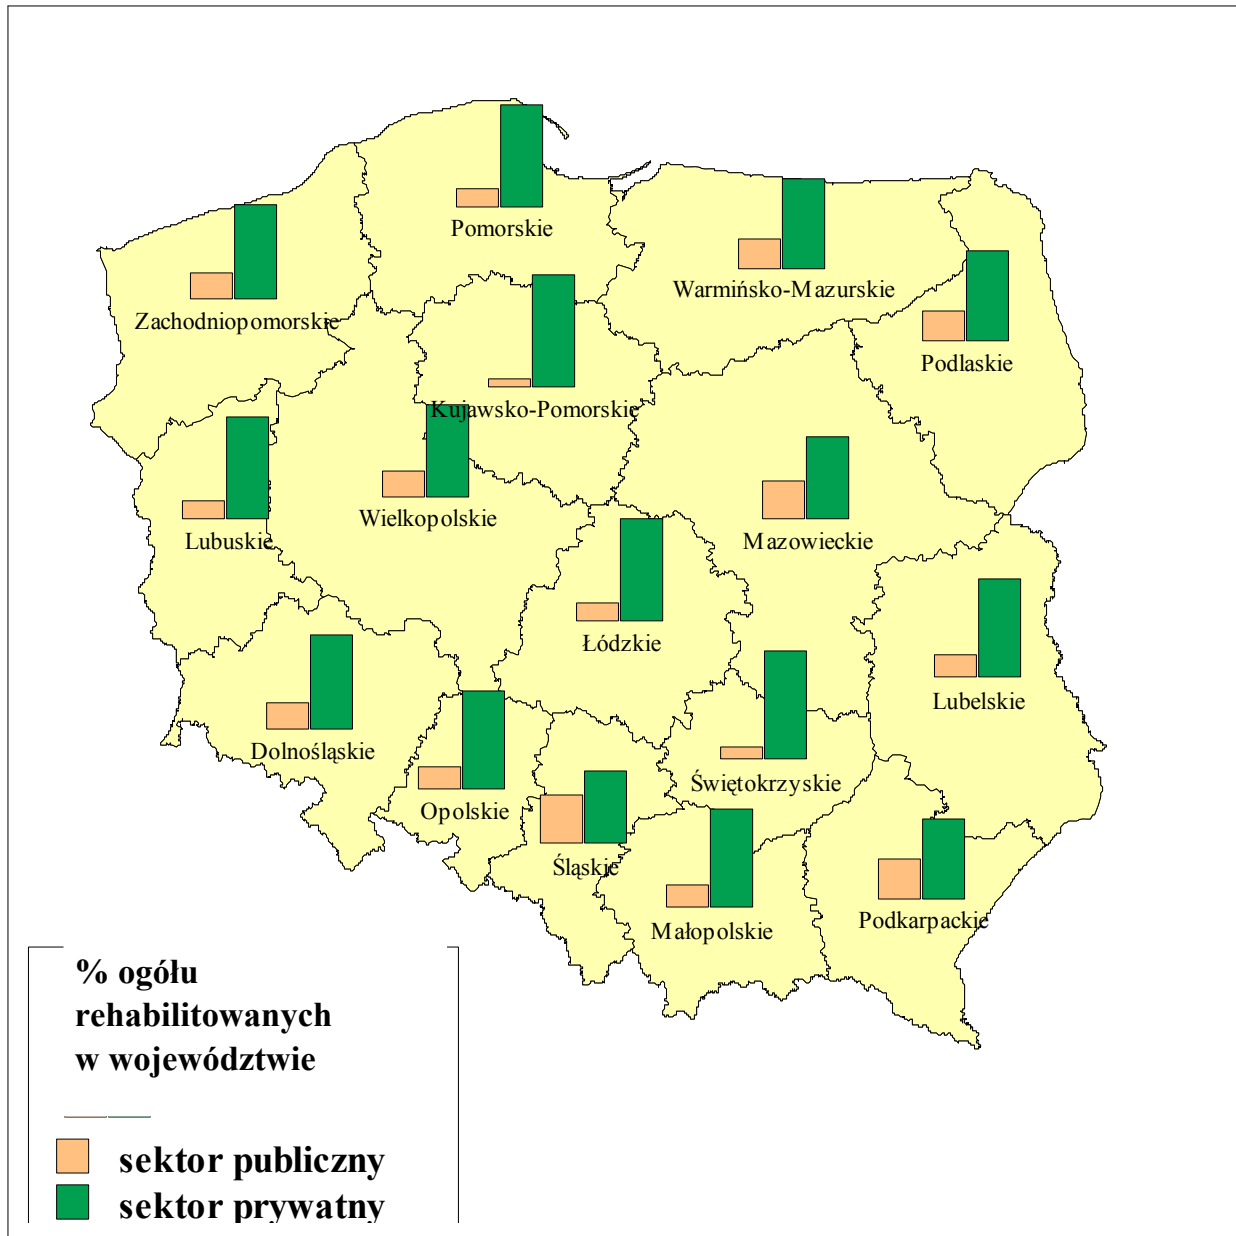 Pomorskie
Warmińsko-Mazurskie
Zachodniopomorskie
Podlaskie
Kujawsko-Pomorskie
Wielkopolskie
Lubuskie
Mazowieckie
Łódzkie
Lubelskie
Dolnośląskie
Świętokrzyskie
Opolskie
Śląskie
Podkarpackie
Małopolskie
% ogółu
rehabilitowanych
w województwie
sektor publiczny
sektor prywatny